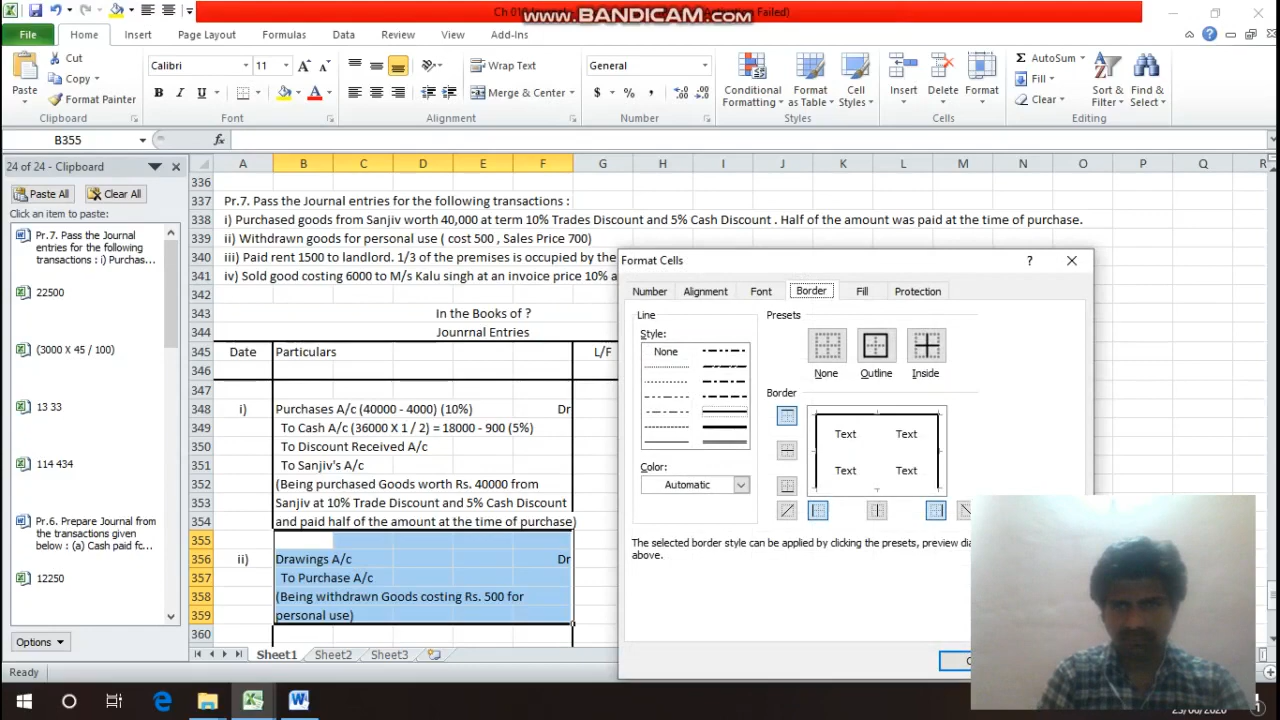 www.BANDICAM.com
File Home Insert Page Layout Formulas Data Review View Add-Ins
Cut
Copy
Format Painter
Paste
Clipboard
Calibri 11
B I U
Font
Wrap Text
Merge & Center
Alignment
General
$ % ,
Number
Conditional Formatting
Format as Table
Cell Styles
Styles
Insert Delete Format
Cells
AutoSum
Fill
Clear
Sort & Filter
Find & Select
Editing
B355 fx
24 of 24 - Clipboard
Paste All Clear All
Click an item to paste:
Pr.7. Pass the Journal
entries for the following
transactions : i) Purchas...
22500
(3000 X 45 / 100)
13 33
114 434
Pr.6. Prepare Journal from
the transactions given
below : (a) Cash paid fc...
12250
Options
A B C D E F G H I J K L M N O P Q R
336
337 Pr.7. Pass the Journal entries for the following transactions :
338 i) Purchased goods from Sanjiv worth 40,000 at term 10% Trades Discount and 5% Cash Discount . Half of the amount was paid at the time of purchase.
339 ii) Withdrawn goods for personal use ( cost 500 , Sales Price 700)
340 iii) Paid rent 1500 to landlord. 1/3 of the premises is occupied by the
341 iv) Sold good costing 6000 to M/s Kalu singh at an invoice price 10% a
342
343 In the Books of ?
344 Jounrnal Entries
345 Date Particulars L/F
346
347
348 i) Purchases A/c (40000 - 4000) (10%) Dr
349 To Cash A/c (36000 X 1 / 2) = 18000 - 900 (5%)
350 To Discount Received A/c
351 To Sanjiv's A/c
352 (Being purchased Goods worth Rs. 40000 from
353 Sanjiv at 10% Trade Discount and 5% Cash Discount
354 and paid half of the amount at the time of purchase)
355
356 ii) Drawings A/c Dr
357 To Purchase A/c
358 (Being withdrawn Goods costing Rs. 500 for
359 personal use)
360
Sheet1 Sheet2 Sheet3
Ready
Format Cells
Number Alignment Font Border Fill Protection
Line
Style:
None
Color:
Automatic
Presets
None Outline Inside
Border
Text Text
Text Text
The selected border style can be applied by clicking the presets, preview
above.